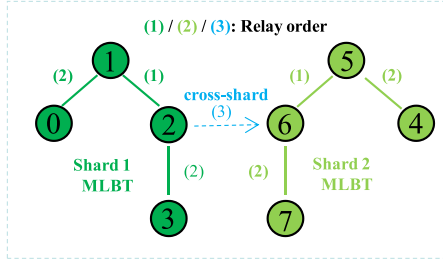 (1) / (2) / (3): Relay order
1
5
(2)
(1)
(1)
(2)
cross-shard
(3)
0
2
6
4
Shard 1
MLBT
(2)
(2)
Shard 2
MLBT
3
7